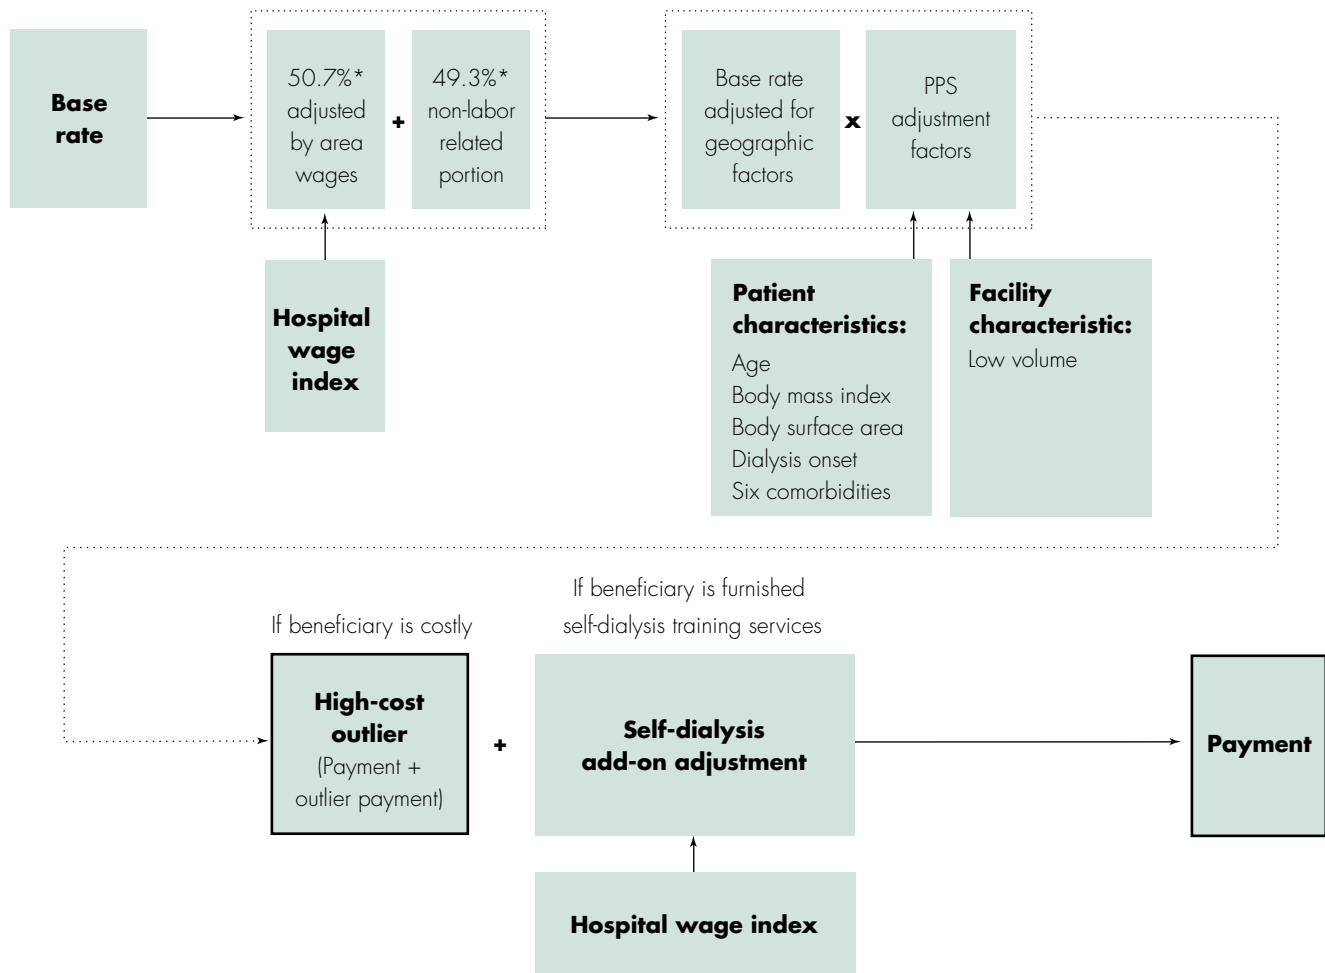 Base
rate
50.7%*
adjusted
by area
wages
+
49.3%*
non-labor
related
portion
Base rate
adjusted for
geographic
factors
x
PPS
adjustment
factors
Hospital
wage
index
Patient
characteristics:
Age
Body mass index
Body surface area
Dialysis onset
Six comorbidities
Facility
characteristic:
Low volume
If beneficiary is costly
High-cost
outlier
(Payment +
outlier payment)
+
If beneficiary is furnished
self-dialysis training services
Self-dialysis
add-on adjustment
Hospital wage index
Payment